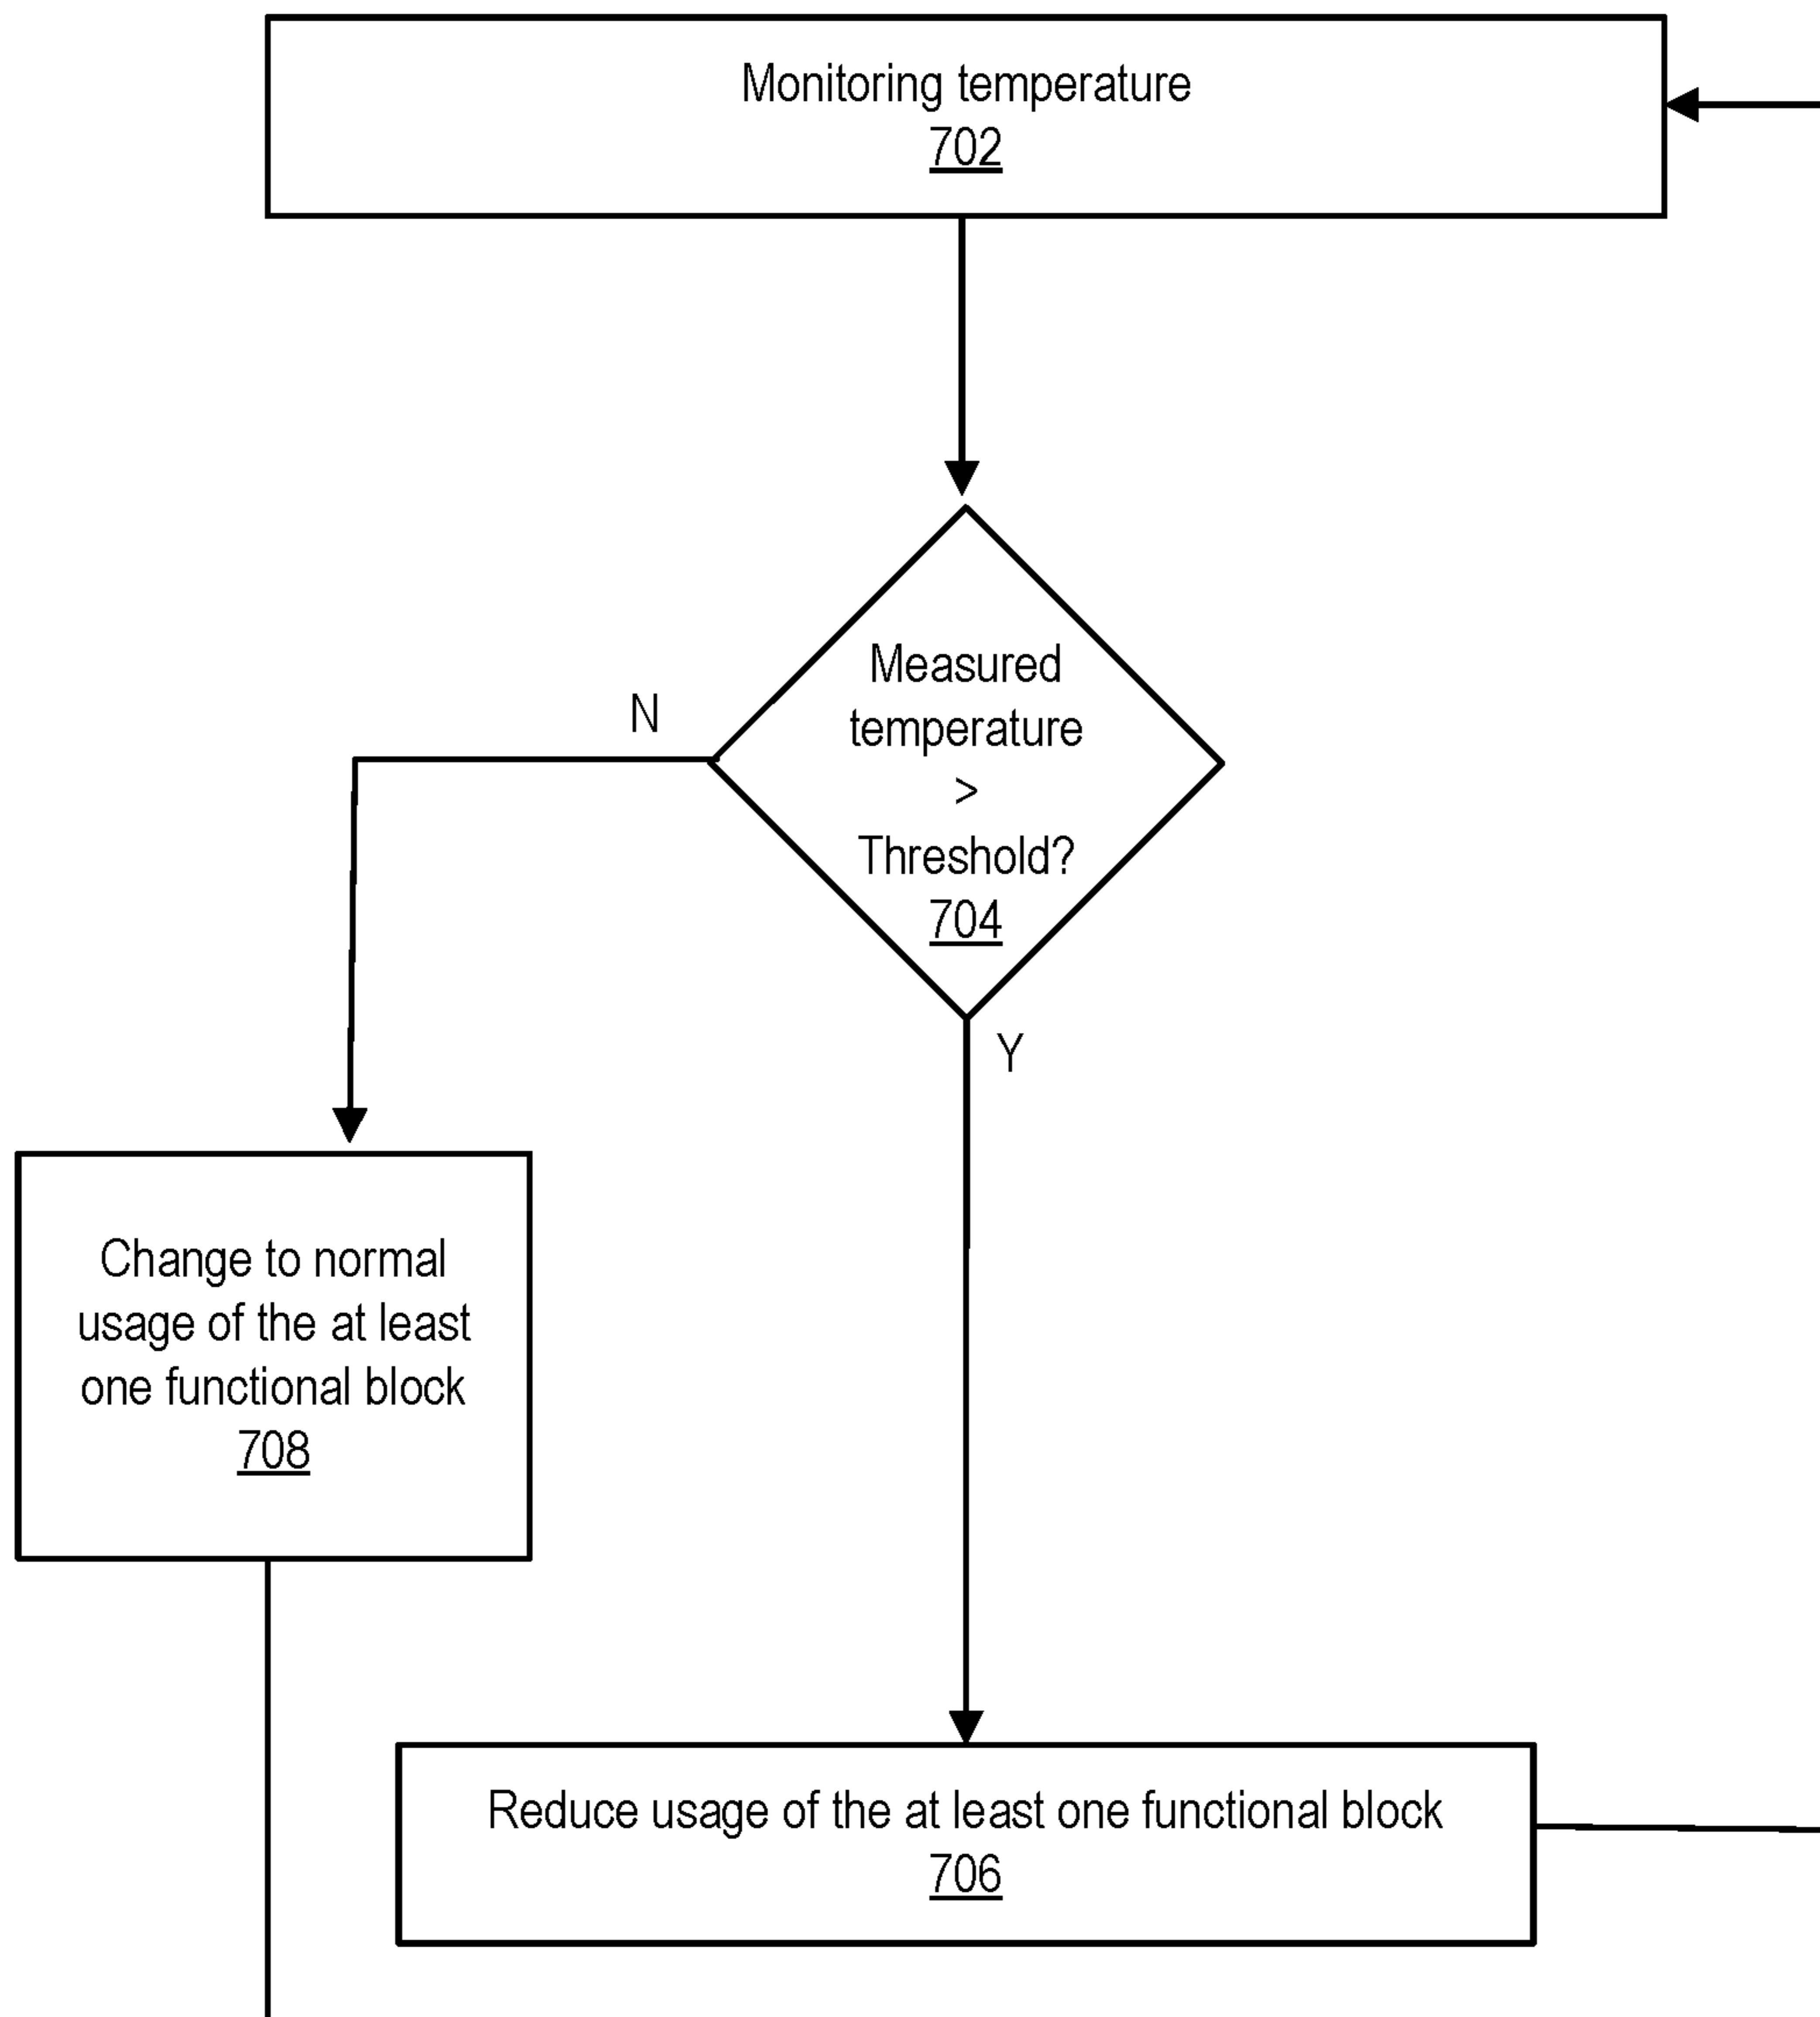 Monitoring temperature
702
Measured
temperature
>
Threshold?
704
N
Y
Change to normal
usage of the at least
one functional block
708
Reduce usage of the at least one functional block
706